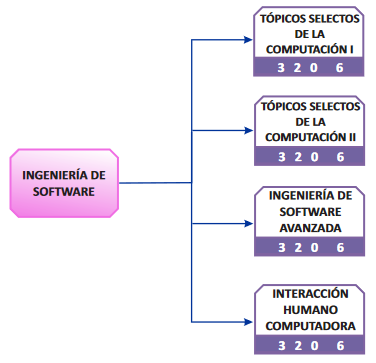 TÓPICOS SELECTOS
DE LA
COMPUTACIÓN I
3 2 0 6
TÓPICOS SELECTOS
DE LA
COMPUTACIÓN II
3 2 0 6
INGENIERÍA DE
SOFTWARE
INGENIERÍA DE
SOFTWARE
AVANZADA
3 2 0 6
INTERACCIÓN
HUMANO
COMPUTADORA
3 2 0 6